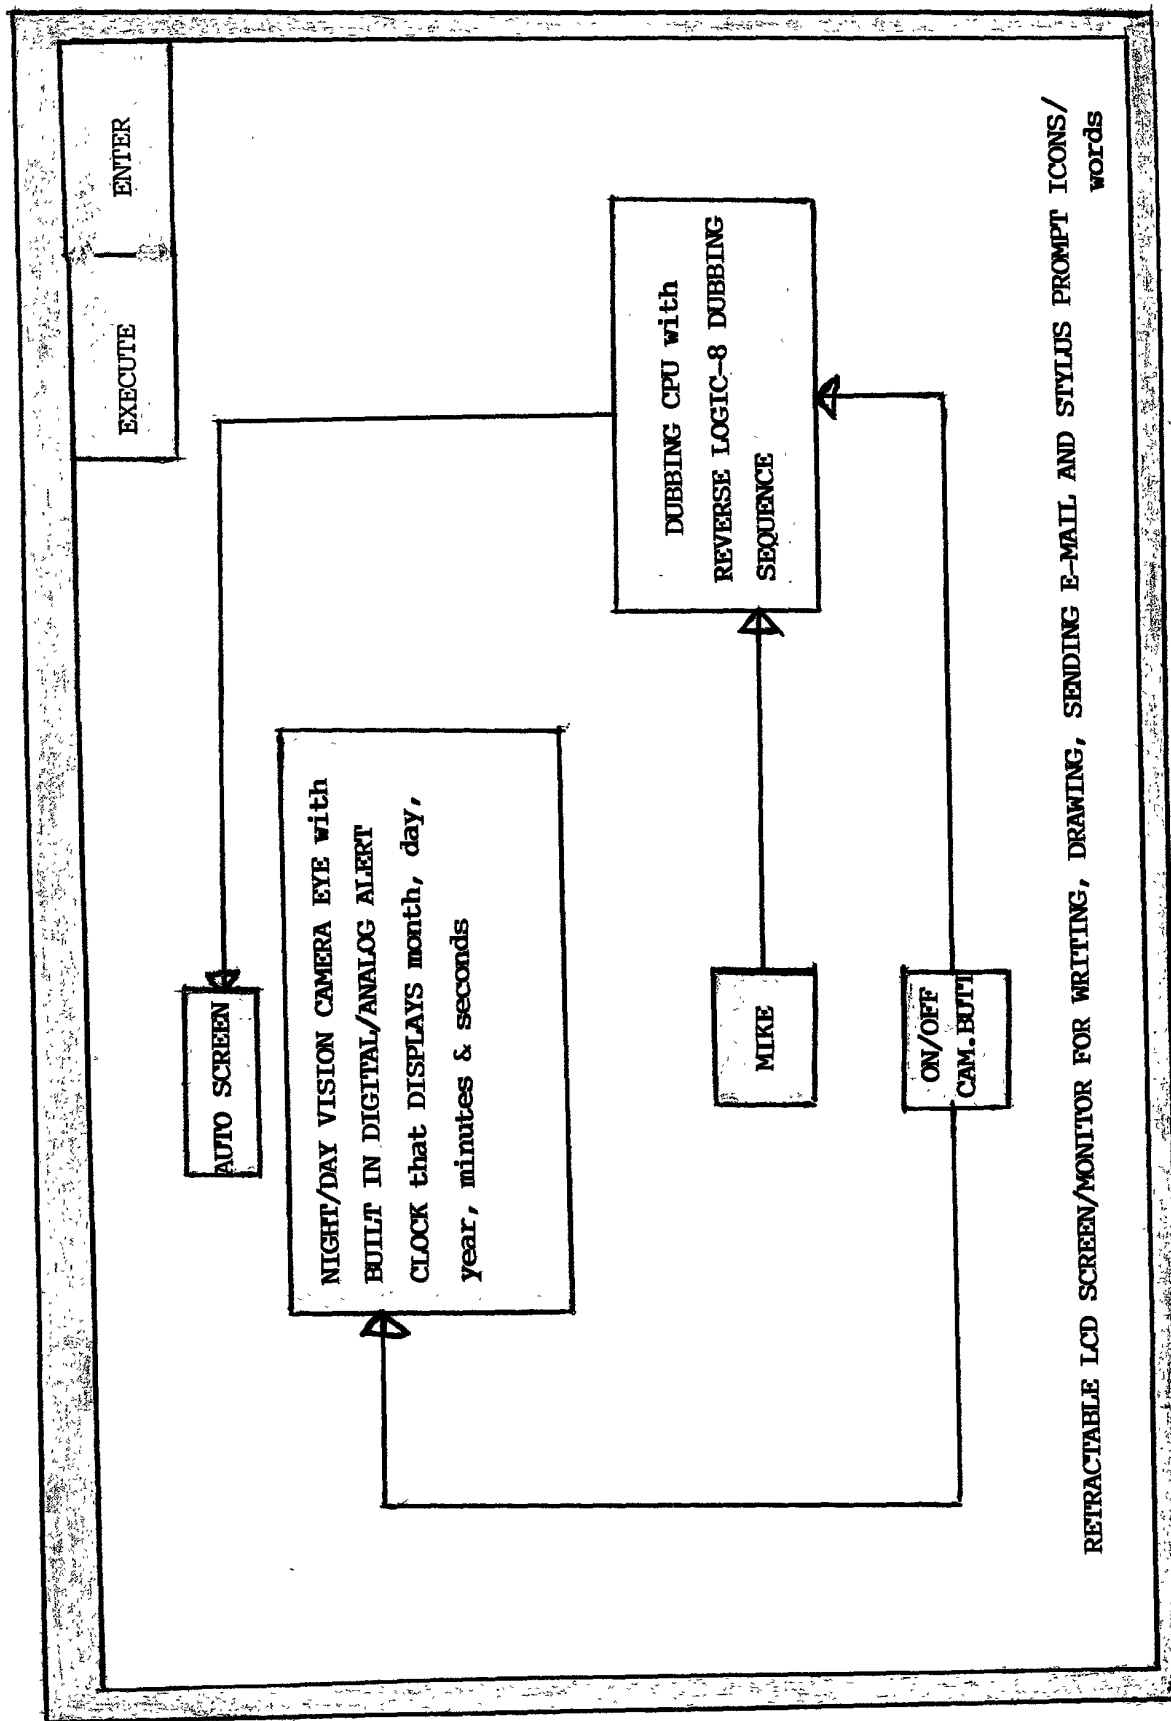 EXECUTE
ENTER
AUTO SCREEN
NIGHT/DAY VISION CAMERA EYE with
BUILT IN DIGITAL/ANALOG ALERT
CLOCK that DISPLAYS month, day,
year, minutes & seconds
DUBBING CPU with
REVERSE LOGIC-8 DUBBING
SEQUENCE
MIKE
ON/OFF
CAM.BUTT
RETRACTABLE LCD SCREEN/MONITOR FOR WRITING, DRAWING, SENDING E-MAIL AND STYLUS PROMPT ICONS/
words